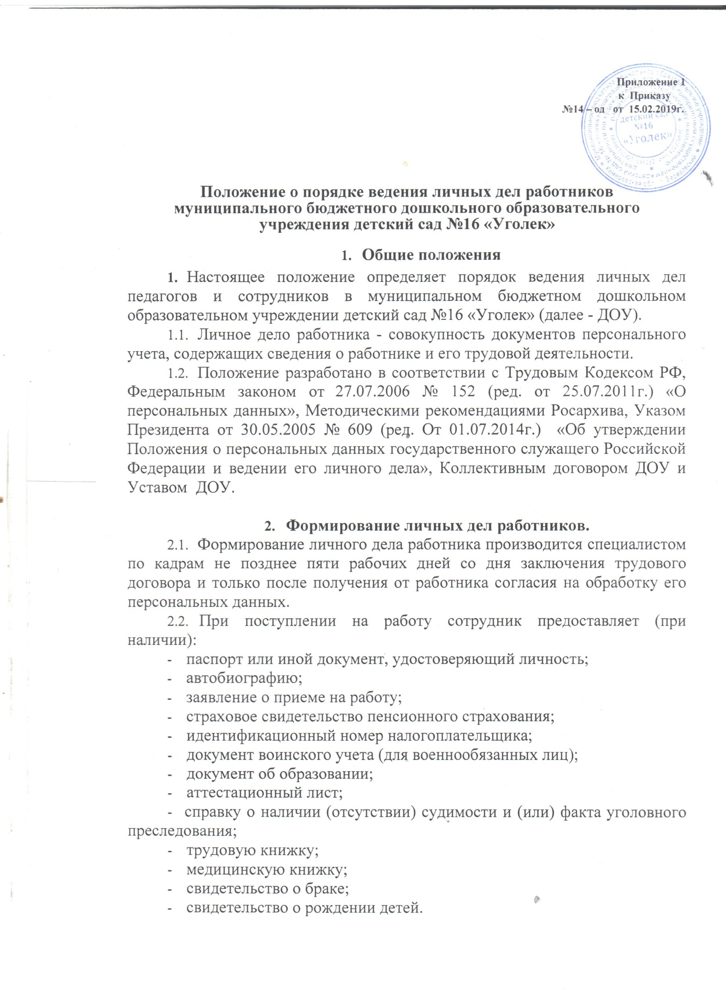 Приложение 1
к Приказу
№14 – од от 15.02.2019г.
детский сад
№16
«Уголек»
Положение о порядке ведения личных дел работников
муниципального бюджетного дошкольного образовательного
учреждения детский сад №16 «Уголек»
1. Общие положения
1. Настоящее положение определяет порядок ведения личных дел
педагогов и сотрудников в муниципальном бюджетном дошкольном
образовательном учреждении детский сад №16 «Уголек» (далее - ДОУ).
1.1. Личное дело работника - совокупность документов персонального
учета, содержащих сведения о работнике и его трудовой деятельности.
1.2. Положение разработано в соответствии с Трудовым Кодексом РФ,
Федеральным законом от 27.07.2006 № 152 (ред. от 25.07.2011г.) «О
персональных данных», Методическими рекомендациями Росархива, Указом
Президента от 30.05.2005 № 609 (ред. От 01.07.2014г.) «Об утверждении
Положения о персональных данных государственного служащего Российской
Федерации и ведении его личного дела», Коллективным договором ДОУ и
Уставом ДОУ.
2. Формирование личных дел работников.
2.1. Формирование личного дела работника производится специалистом
по кадрам не позднее пяти рабочих дней со дня заключения трудового
договора и только после получения от работника согласия на обработку его
персональных данных.
2.2. При поступлении на работу сотрудник предоставляет (при
наличии):
- паспорт или иной документ, удостоверяющий личность;
- автобиографию;
- заявление о приеме на работу;
- страховое свидетельство пенсионного страхования;
- идентификационный номер налогоплательщика;
- документ воинского учета (для военнообязанных лиц);
- документ об образовании;
- аттестационный лист;
- справку о наличии (отсутствии) судимости и (или) факта уголовного
преследования;
- трудовую книжку;
- медицинскую книжку;
- свидетельство о браке;
- свидетельство о рождении детей.